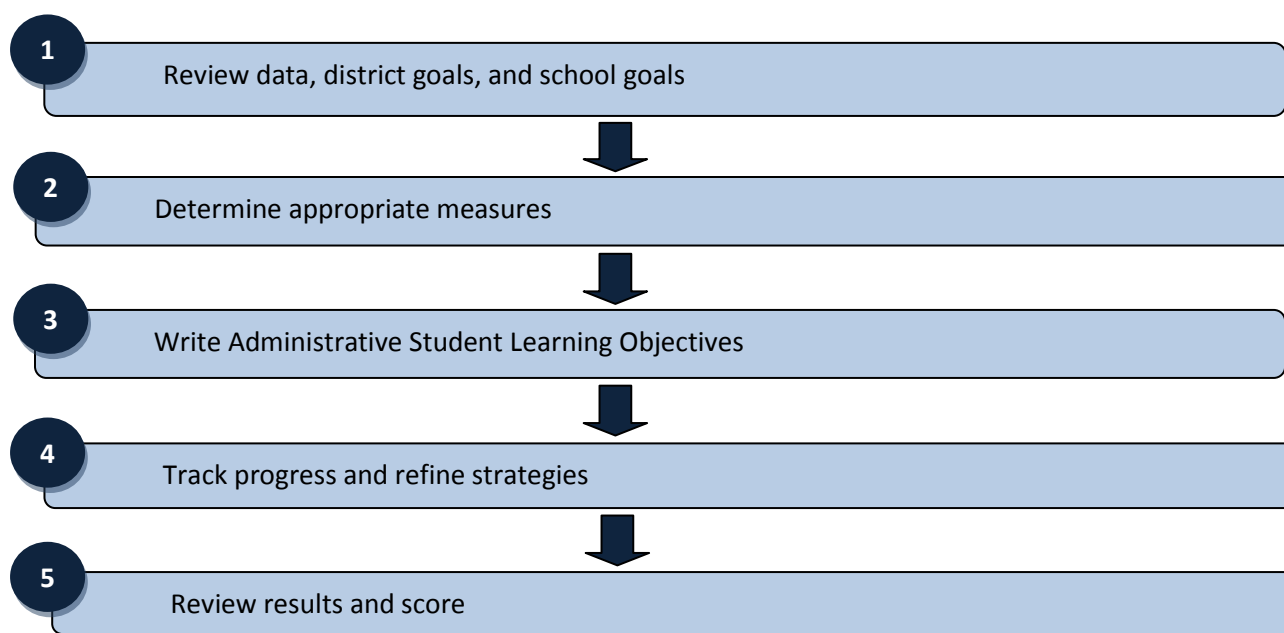 1
Review data, district goals, and school goals
2
Determine appropriate measures
3
Write Administrative Student Learning Objectives
4
Track progress and refine strategies
5
Review results and score